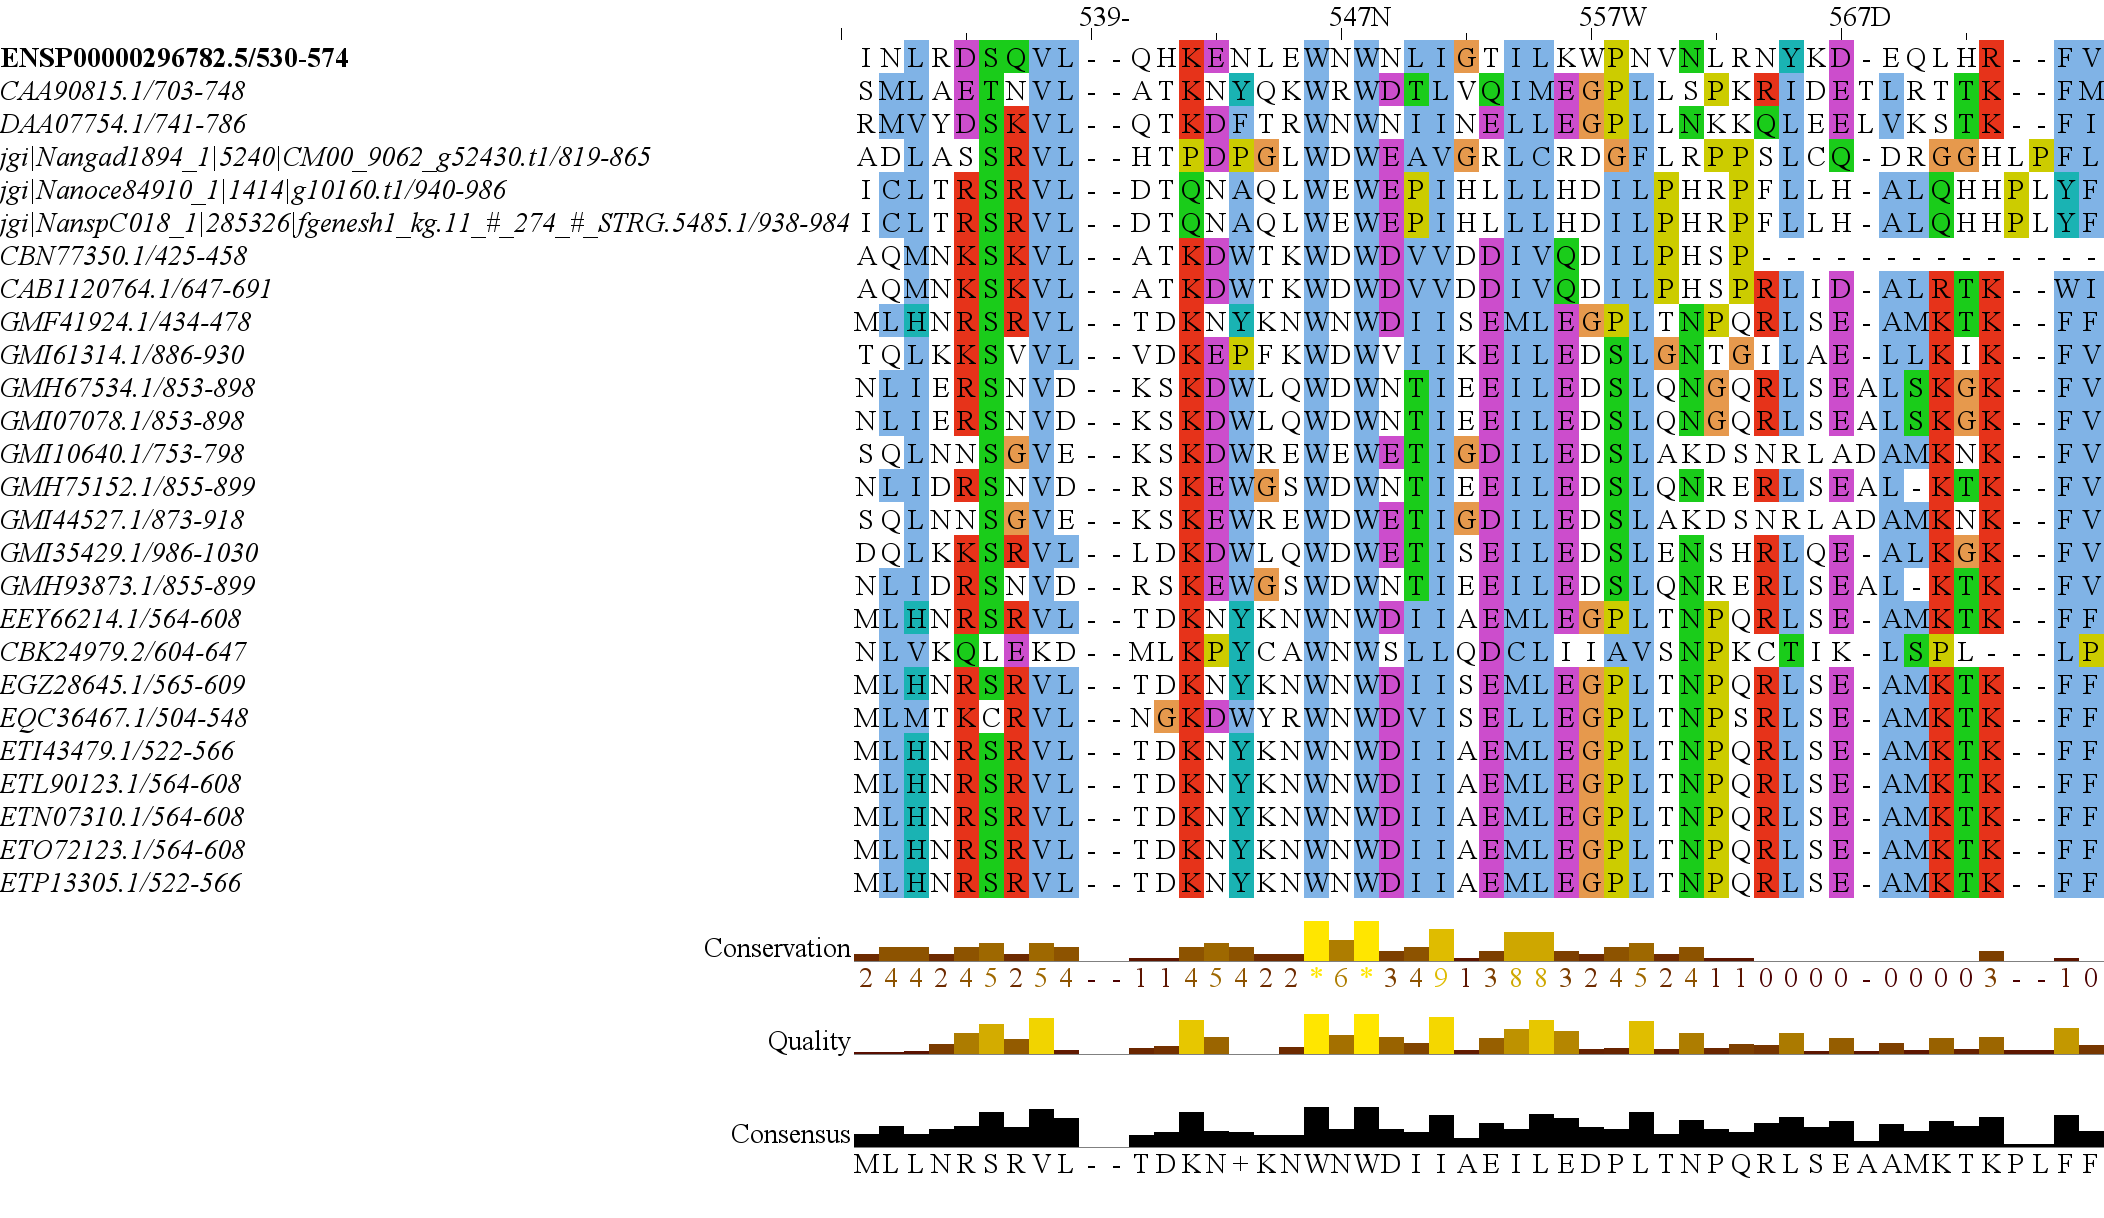 539- 547N 557W 567D
ENSP00000296782.5/530-574 INLRDSQVL--QHKENLEWNWNLIGTILKWPNVNLRNYKD-EQLHR--FV
CAA90815.1/703-748 SMLAETNVL--ATKNYQKWRWDTLVQIMEGPLLSPKRIDETLRTTK--FM
DAA07754.1/741-786 RMVYDSKVL--QTKDFTRWNWNIINELLEGPLLNKKQLEELVKSTK--FI
jgi|Nangad1894_1|5240|CM00_9062_g52430.t1/819-865 ADLASSRVL--HTPDPGLWDWEAVGRLCRDGFLRPPSLCQ-DRGGHLPFL
jgi|Nanoce84910_1|1414|g10160.t1/940-986 ICLTRSRVL--DTQNAQLWEWEPIHLLLHDILPHRPFLLH-ALQHHPLYF
jgi|NanspC018_1|285326|fgenesh1_kg.11_#_274_#_STRG.5485.1/938-984 ICLTRSRVL--DTQNAQLWEWEPIHLLLHDILPHRPFLLH-ALQHHPLYF
CBN77350.1/425-458 AQMNKSKVL--ATKDWTKWDWDVVDDIVQDILPHSP--------------
CAB1120764.1/647-691 AQMNKSKVL--ATKDWTKWDWDVVDDIVQDILPHSPRLID-ALRTK--WI
GMF41924.1/434-478 MLHNRSRVL--TDKNYKNWNWDIISEMLEGPLTNPQRLSE-AMKTK--FF
GMI61314.1/886-930 TQLKKSVVL--VDKEPFKWDWVIIKEILEDSLGNTGILAE-LLKIK--FV
GMH67534.1/853-898 NLIERSNVD--KSKDWLQWDWNTIEEILEDSLQNGQRLSEALSKGK--FV
GMI07078.1/853-898 NLIERSNVD--KSKDWLQWDWNTIEEILEDSLQNGQRLSEALSKGK--FV
GMI10640.1/753-798 SQLNNSGVE--KSKDWREWEWETIGDILEDSLAKDSNRLADAMKNK--FV
GMH75152.1/855-899 NLIDRSNVD--RSKEWGSWDWNTIEEILEDSLQNRERLSEAL-KTK--FV
GMI44527.1/873-918 SQLNNSGVE--KSKEWREWDWETIGDILEDSLAKDSNRLADAMKNK--FV
GMI35429.1/986-1030 DQLKKSRVL--LDKDWLQWDWETISEILEDSLENSHRLQE-ALKGK--FV
GMH93873.1/855-899 NLIDRSNVD--RSKEWGSWDWNTIEEILEDSLQNRERLSEAL-KTK--FV
EEY66214.1/564-608 MLHNRSRVL--TDKNYKNWNWDIIAEMLEGPLTNPQRLSE-AMKTK--FF
CBK24979.2/604-647 NLVKQLEKD--MLKPYCAWNWSLLQDCLIIAVSNPKCTIK-LSPL---LP
EGZ28645.1/565-609 MLHNRSRVL--TDKNYKNWNWDIISEMLEGPLTNPQRLSE-AMKTK--FF
EQC36467.1/504-548 MLMTKCRVL--NGKDWYRWNWDVISELLEGPLTNPSRLSE-AMKTK--FF
ETI43479.1/522-566 MLHNRSRVL--TDKNYKNWNWDIIAEMLEGPLTNPQRLSE-AMKTK--FF
ETL90123.1/564-608 MLHNRSRVL--TDKNYKNWNWDIIAEMLEGPLTNPQRLSE-AMKTK--FF
ETN07310.1/564-608 MLHNRSRVL--TDKNYKNWNWDIIAEMLEGPLTNPQRLSE-AMKTK--FF
ETO72123.1/564-608 MLHNRSRVL--TDKNYKNWNWDIIAEMLEGPLTNPQRLSE-AMKTK--FF
ETP13305.1/522-566 MLHNRSRVL--TDKNYKNWNWDIIAEMLEGPLTNPQRLSE-AMKTK--FF
Conservation
244245254--1145422*6*3491388324524110000-00003--10
Quality
Consensus
MLLNRSRVL--TDKN+KNWNWDIIAEILEDPLTNPQRLSEAAMKTKPLFF